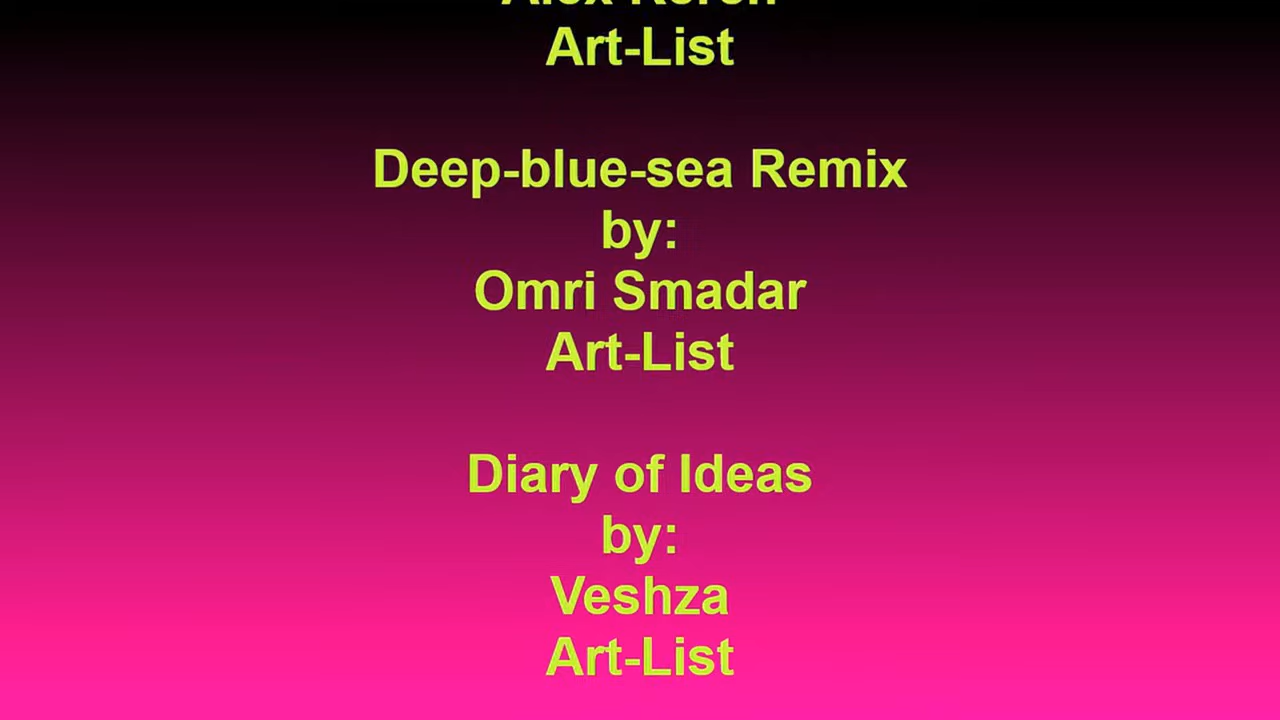 Art-List
Deep-blue-sea Remix
by:
Omri Smadar
Art-List
Diary of Ideas
by:
Veshza
Art-List